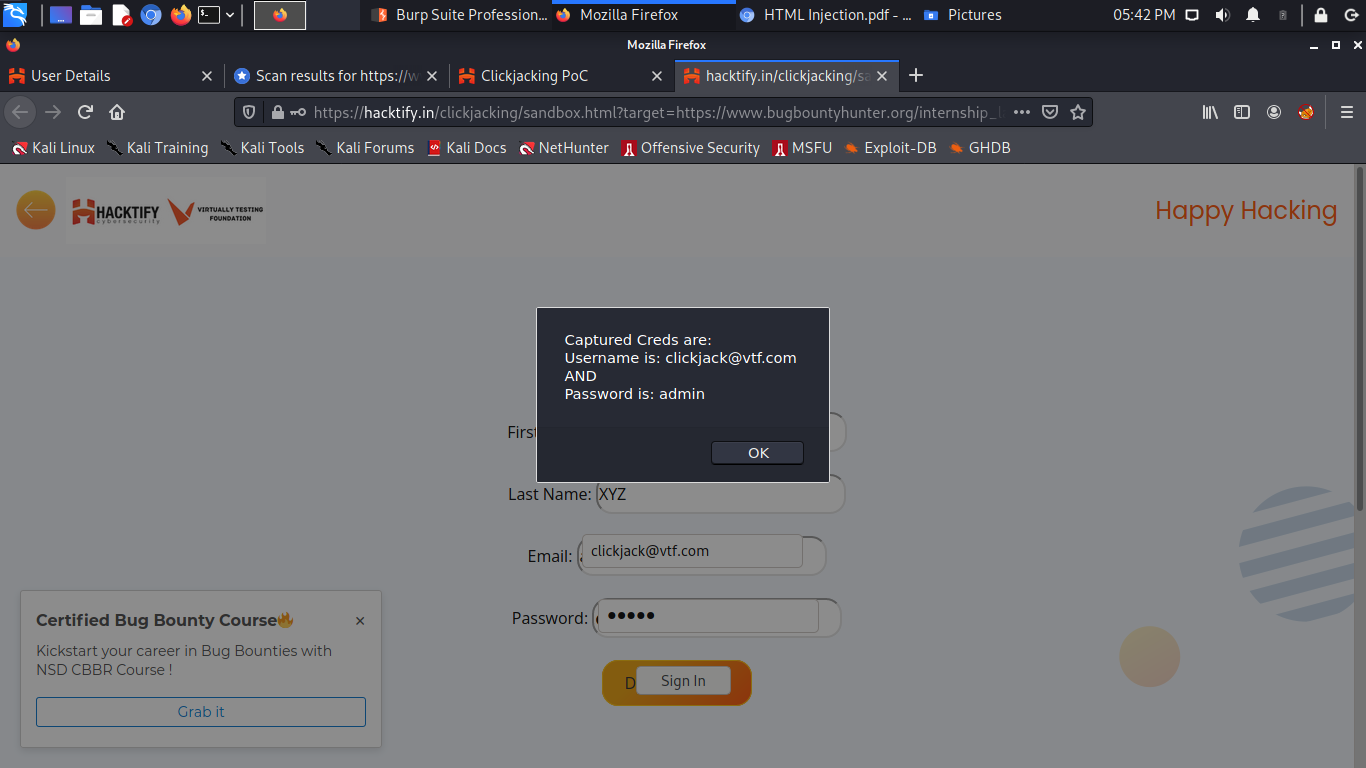 Burp Suite Profession...
Mozilla Firefox
HTML Injection.pdf - ...
Pictures
05:42 PM
Mozilla Firefox
User Details
Scan results for https://w
Clickjacking PoC
hacktify.in/clickjacking/sa
https://hacktify.in/clickjacking/sandbox.html?target=https://www.bugbountyhunter.org/internship_
Kali Linux
Kali Training
Kali Tools
Kali Forums
Kali Docs
NetHunter
Offensive Security
MSFU
Exploit-DB
GHDB
HACKTIFY
cybersecurity
VIRTUALLY TESTING
FOUNDATION
Happy Hacking
Captured Creds are:
Username is: clickjack@vtf.com
AND
Password is: admin
OK
First
Last Name: XYZ
Email: clickjack@vtf.com
Password: •••••
D
Sign In
Certified Bug Bounty Course🔥
Kickstart your career in Bug Bounties with
NSD CBBR Course !
Grab it